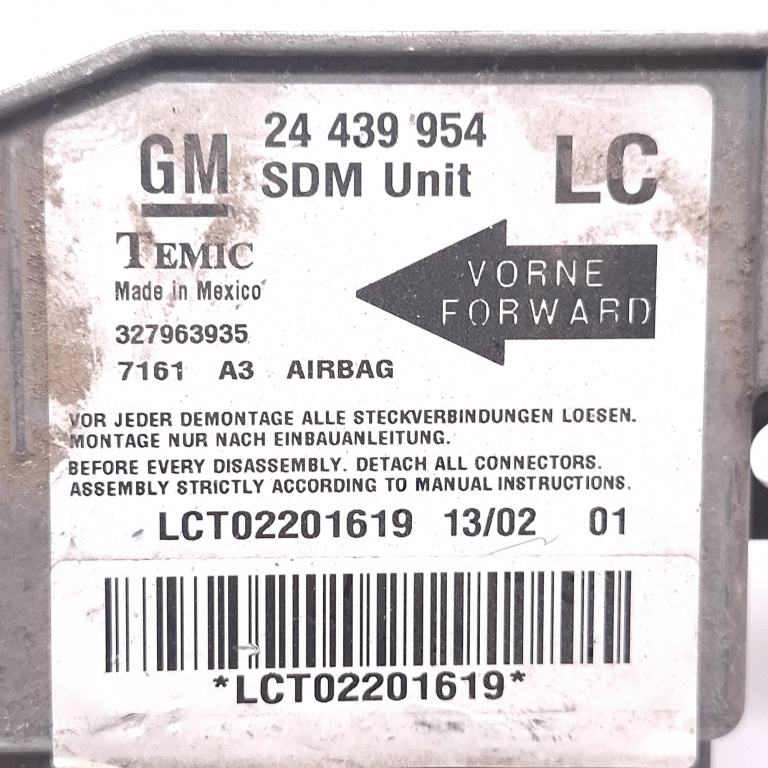 GM 24 439 954 LC
SDM Unit
TEMIC
Made in Mexico
VORNE
FORWARD
327963935
7161 A3 AIRBAG
VOR JEDER DEMONTAGE ALLE STECKVERBINDUNGEN LOESEN.
MONTAGE NUR NACH EINBAUANLEITUNG.
BEFORE EVERY DISASSEMBLY. DETACH ALL CONNECTORS.
ASSEMBLY STRICTLY ACCORDING TO MANUAL INSTRUCTIONS.
LCT02201619 13/02 01
*LCT02201619*